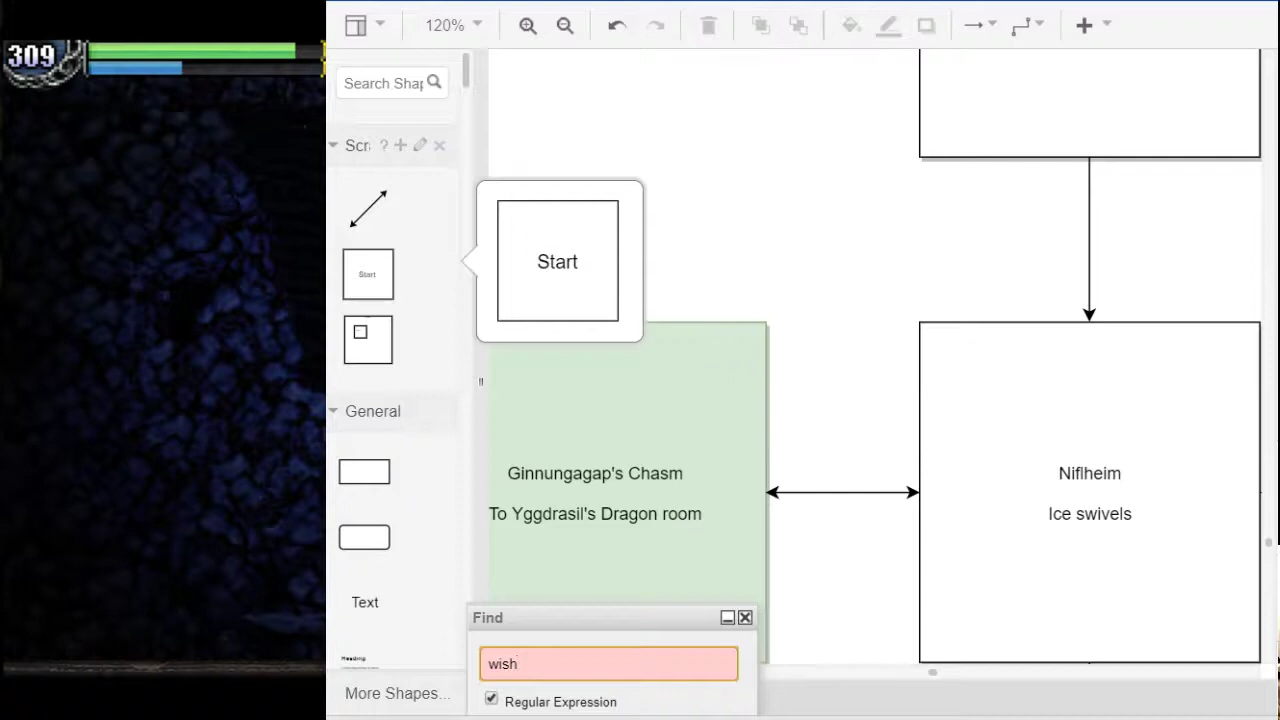 309
120%
Search Shap
Scr
?
Start
Start
General
Ginnungagap's Chasm
To Yggdrasil's Dragon room
Niflheim
Ice swivels
Text
Heading
Find
wish
Regular Expression
More Shapes...